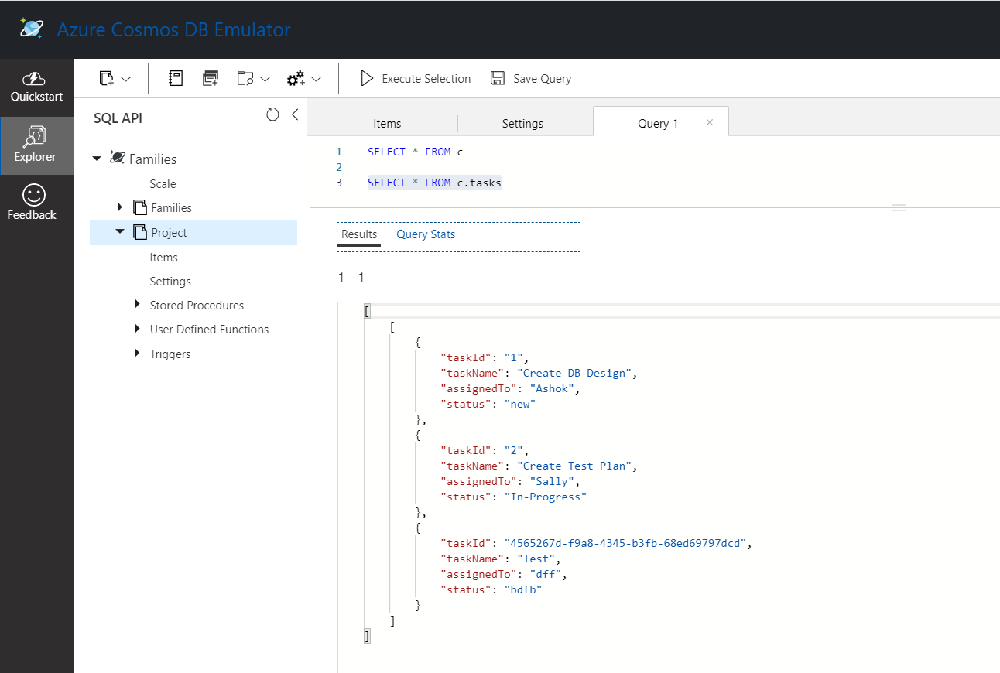 Azure Cosmos DB Emulator
Quickstart
Explorer
Feedback
Execute Selection
Save Query
SQL API
Families
Scale
Families
Project
Items
Settings
Stored Procedures
User Defined Functions
Triggers
Items
Settings
Query 1
1 SELECT * FROM c
2
3 SELECT * FROM c.tasks
Results Query Stats
1 - 1
[
[
{
"taskId": "1",
"taskName": "Create DB Design",
"assignedTo": "Ashok",
"status": "new"
},
{
"taskId": "2",
"taskName": "Create Test Plan",
"assignedTo": "Sally",
"status": "In-Progress"
},
{
"taskId": "4565267d-f9a8-4345-b3fb-68ed69797dcd",
"taskName": "Test",
"assignedTo": "dff",
"status": "bdfb"
}
]
]